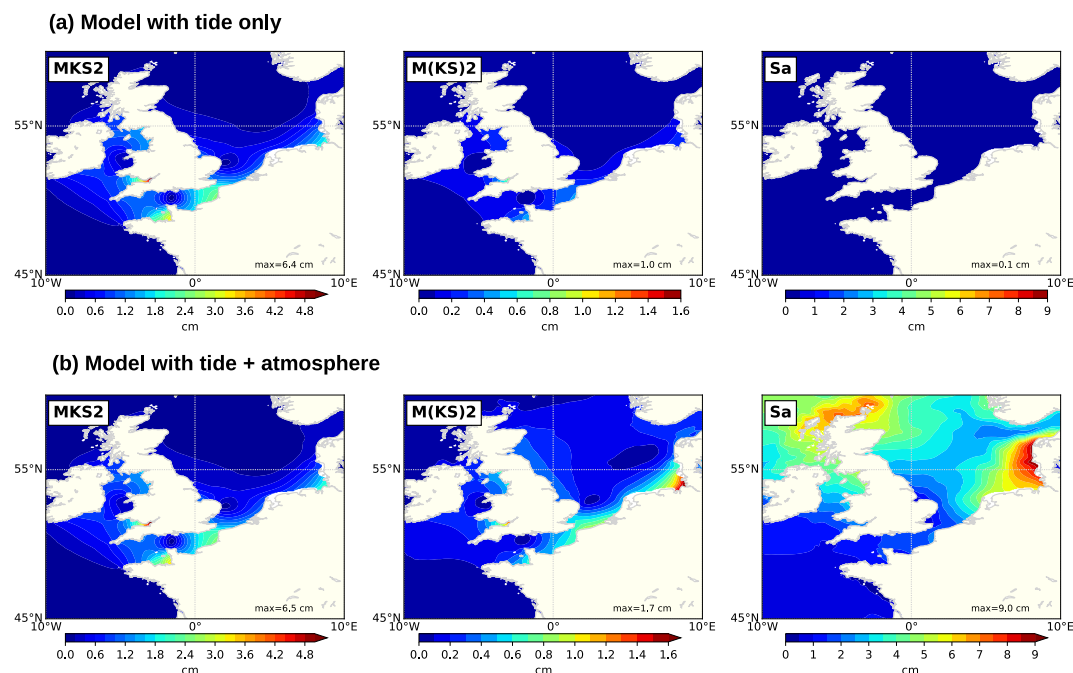 (a) Model with tide only
MKS2 M(KS)2 Sa
55°N 55°N 55°N
max=6.4 cm max=1.0 cm max=0.1 cm
45°N 45°N 45°N
10°W 0° 10°E 10°W 0° 10°E 10°W 0° 10°E
0.0 0.6 1.2 1.8 2.4 3.0 3.6 4.2 4.8 0.0 0.2 0.4 0.6 0.8 1.0 1.2 1.4 1.6 0 1 2 3 4 5 6 7 8 9
cm cm cm
(b) Model with tide + atmosphere
MKS2 M(KS)2 Sa
55°N 55°N 55°N
max=6.5 cm max=1.7 cm max=9.0 cm
45°N 45°N 45°N
10°W 0° 10°E 10°W 0° 10°E 10°W 0° 10°E
0.0 0.6 1.2 1.8 2.4 3.0 3.6 4.2 4.8 0.0 0.2 0.4 0.6 0.8 1.0 1.2 1.4 1.6 0 1 2 3 4 5 6 7 8 9
cm cm cm